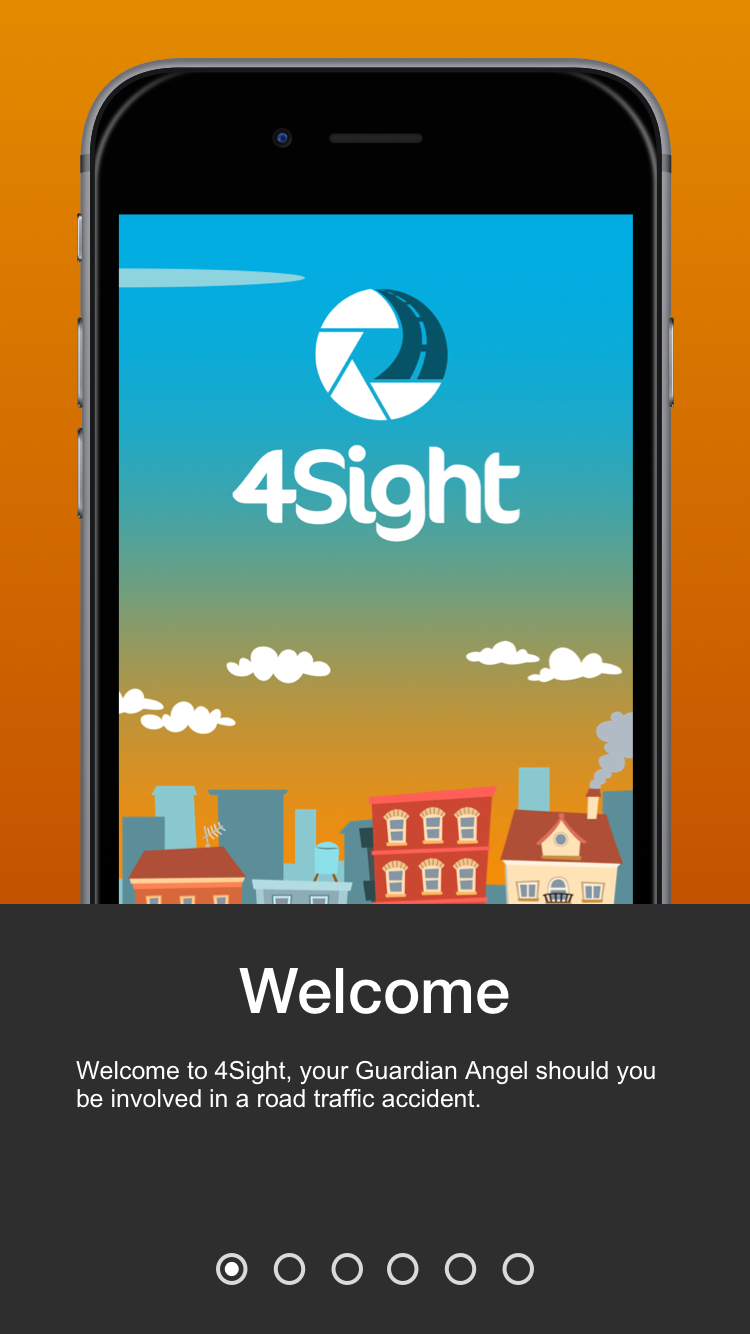 4Sight
Welcome
Welcome to 4Sight, your Guardian Angel should you
be involved in a road traffic accident.